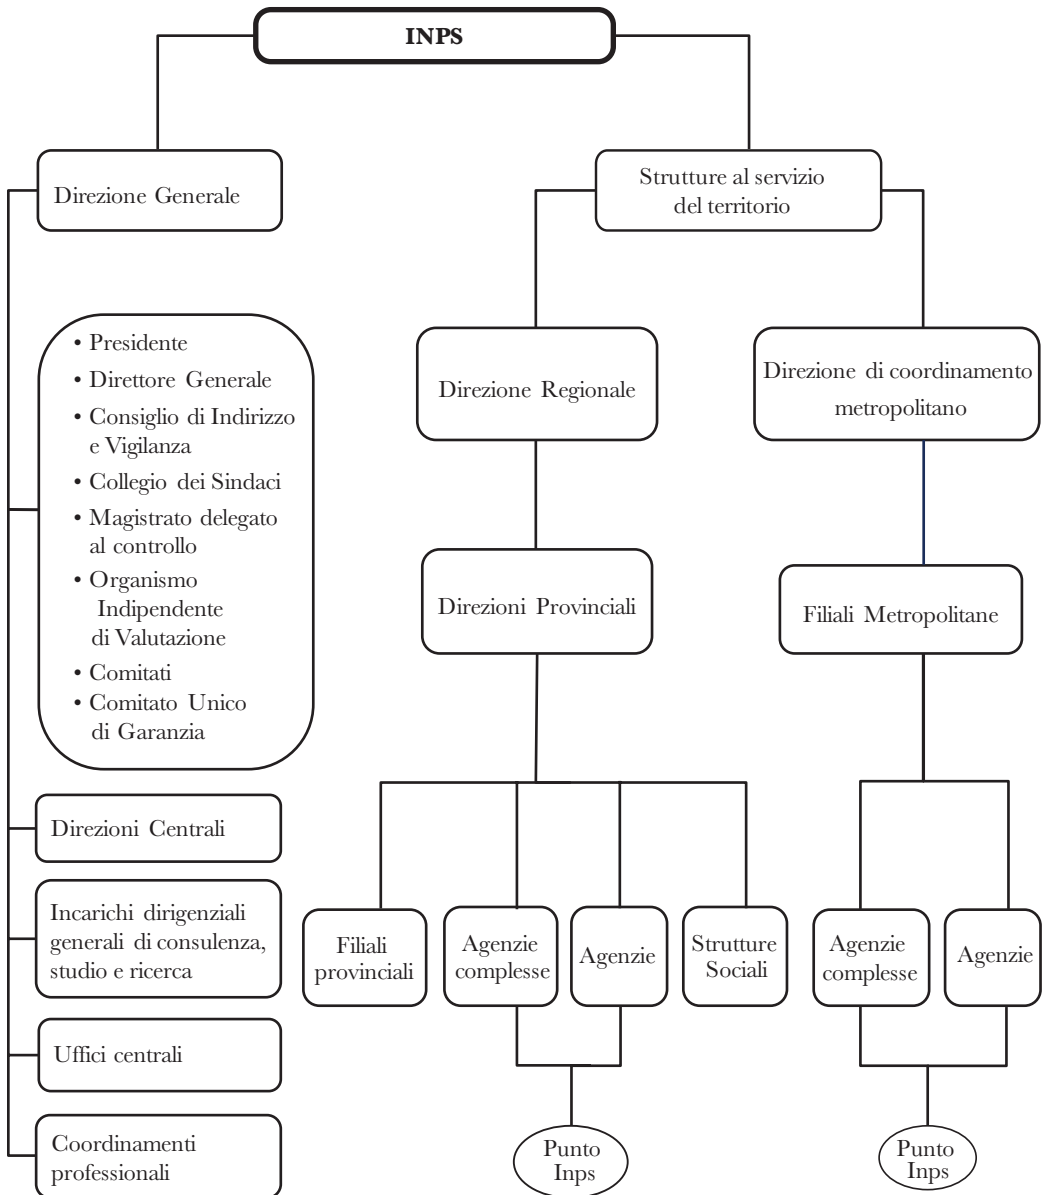 INPS
Direzione Generale
Strutture al servizio
del territorio
• Presidente
• Direttore Generale
• Consiglio di Indirizzo
e Vigilanza
• Collegio dei Sindaci
• Magistrato delegato
al controllo
• Organismo
Indipendente
di Valutazione
• Comitati
• Comitato Unico
di Garanzia
Direzioni Centrali
Incarichi dirigenziali
generali di consulenza,
studio e ricerca
Uffici centrali
Coordinamenti
professionali
Direzione Regionale
Direzione di coordinamento
metropolitano
Direzioni Provinciali
Filiali Metropolitane
Filiali
provinciali
Agenzie
complesse
Agenzie
Strutture
Sociali
Agenzie
complesse
Agenzie
Punto
Inps
Punto
Inps